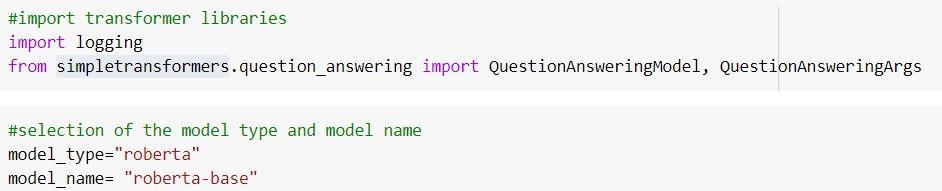 #import transformer libraries
import logging
from simpletransformers.question_answering import QuestionAnsweringModel, QuestionAnsweringArgs
#selection of the model type and model name
model_type="roberta"
model_name= "roberta-base"